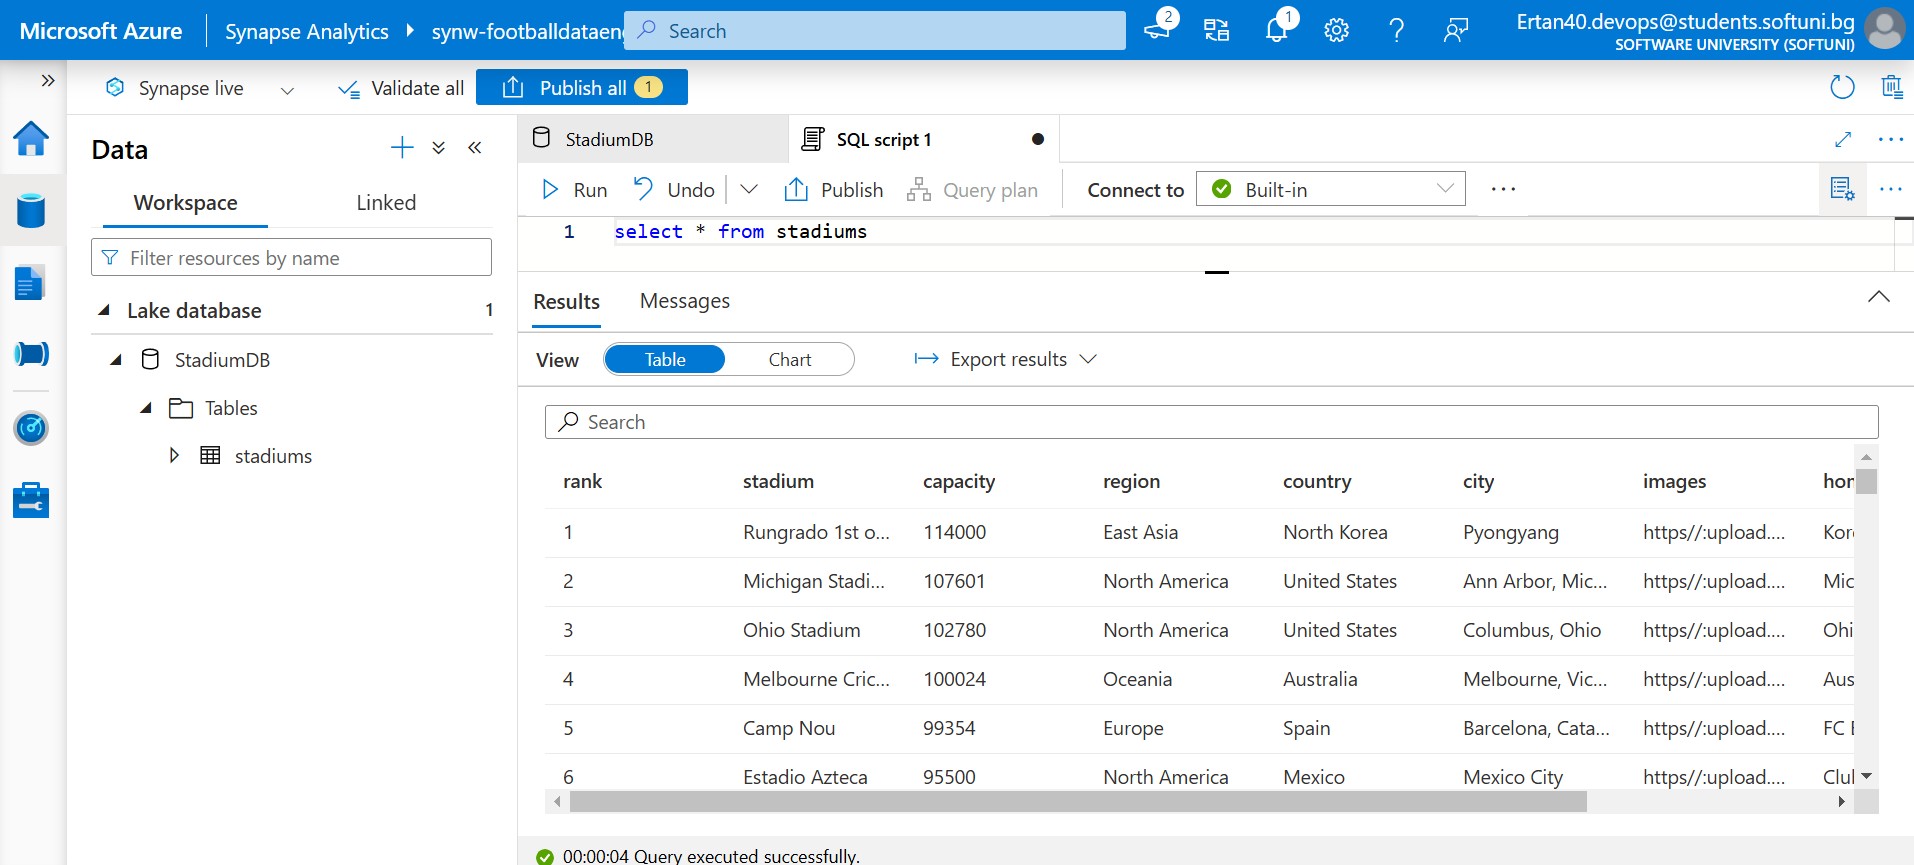 Microsoft Azure
Synapse Analytics
synw-footballdataeng
Search
2
1
Ertan40.devops@students.softuni.bg
SOFTWARE UNIVERSITY (SOFTUNI)
Synapse live
Validate all
Publish all 1
Data
Workspace
Linked
Filter resources by name
Lake database 1
StadiumDB
Tables
stadiums
StadiumDB
SQL script 1
Run
Undo
Publish
Query plan
Connect to
Built-in
1 select * from stadiums
Results
Messages
View
Table
Chart
Export results
Search
rank stadium capacity region country city images
1 Rungrado 1st o... 114000 East Asia North Korea Pyongyang https//:upload....
2 Michigan Stadi... 107601 North America United States Ann Arbor, Mic... https//:upload.... Mic
3 Ohio Stadium 102780 North America United States Columbus, Ohio https//:upload.... Ohi
4 Melbourne Cric... 100024 Oceania Australia Melbourne, Vic... https//:upload.... Aus
5 Camp Nou 99354 Europe Spain Barcelona, Cata... https//:upload.... FC
6 Estadio Azteca 95500 North America Mexico Mexico City https//:upload....
00:00:04 Query executed successfully.